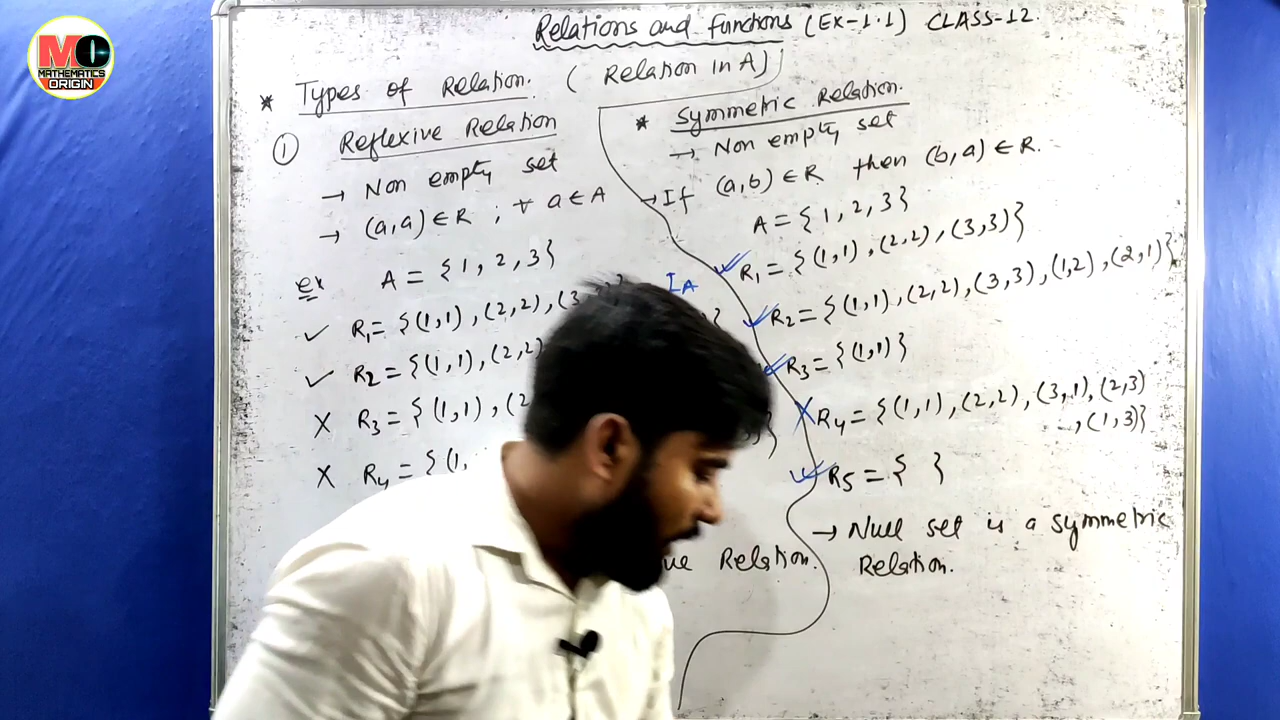 MO
MATHEMATICS
ORIGIN
Relations and functions (EX-1.1) CLASS-12.
* Types of Relation. ( Relation in A)
① Reflexive Relation
→ Non empty set
→ (a,a) ∈ R ; ∀ a ∈ A
ex A = {1, 2, 3}
✓ R₁ = {(1,1), (2,2), (3
✓ R₂ = {(1,1), (2,2)
X R₃ = {(1,1), (2
X R₄ = {(1,
I_A
Relation.
* Symmetric Relation.
→ Non empty set
→ If (a,b) ∈ R then (b,a) ∈ R.
A = {1, 2, 3}
✓ R₁ = {(1,1), (2,2), (3,3)}
✓ R₂ = {(1,1), (2,2), (3,3), (1,2), (2,1)}
✓ R₃ = {(1,1)}
X R₄ = {(1,1), (2,2), (3,1), (2,3)
, (1,3)}
✓ R₅ = { }
→ Null set is a symmetric
Relation.